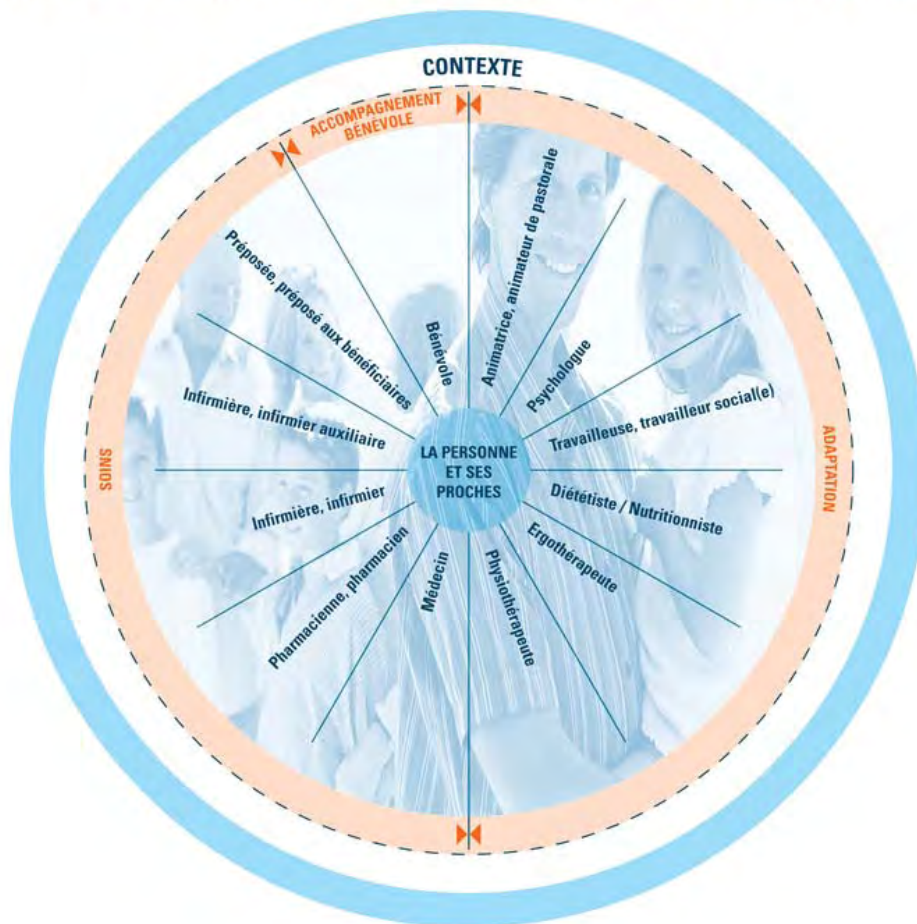 CONTEXTE
ACCOMPAGNEMENT
BÉNÉVOLE
Animatrice, animateur de pastorale
Psychologue
Travailleuse, travailleur social(e)
ADAPTATION
Diététiste / Nutritionniste
Ergothérapeute
Physiothérapeute
Médecin
Pharmacienne, pharmacien
Infirmière, infirmier
SOINS
Infirmière, infirmier auxiliaire
Préposée, préposé aux bénéficiaires
Bénévole
LA PERSONNE
ET SES
PROCHES